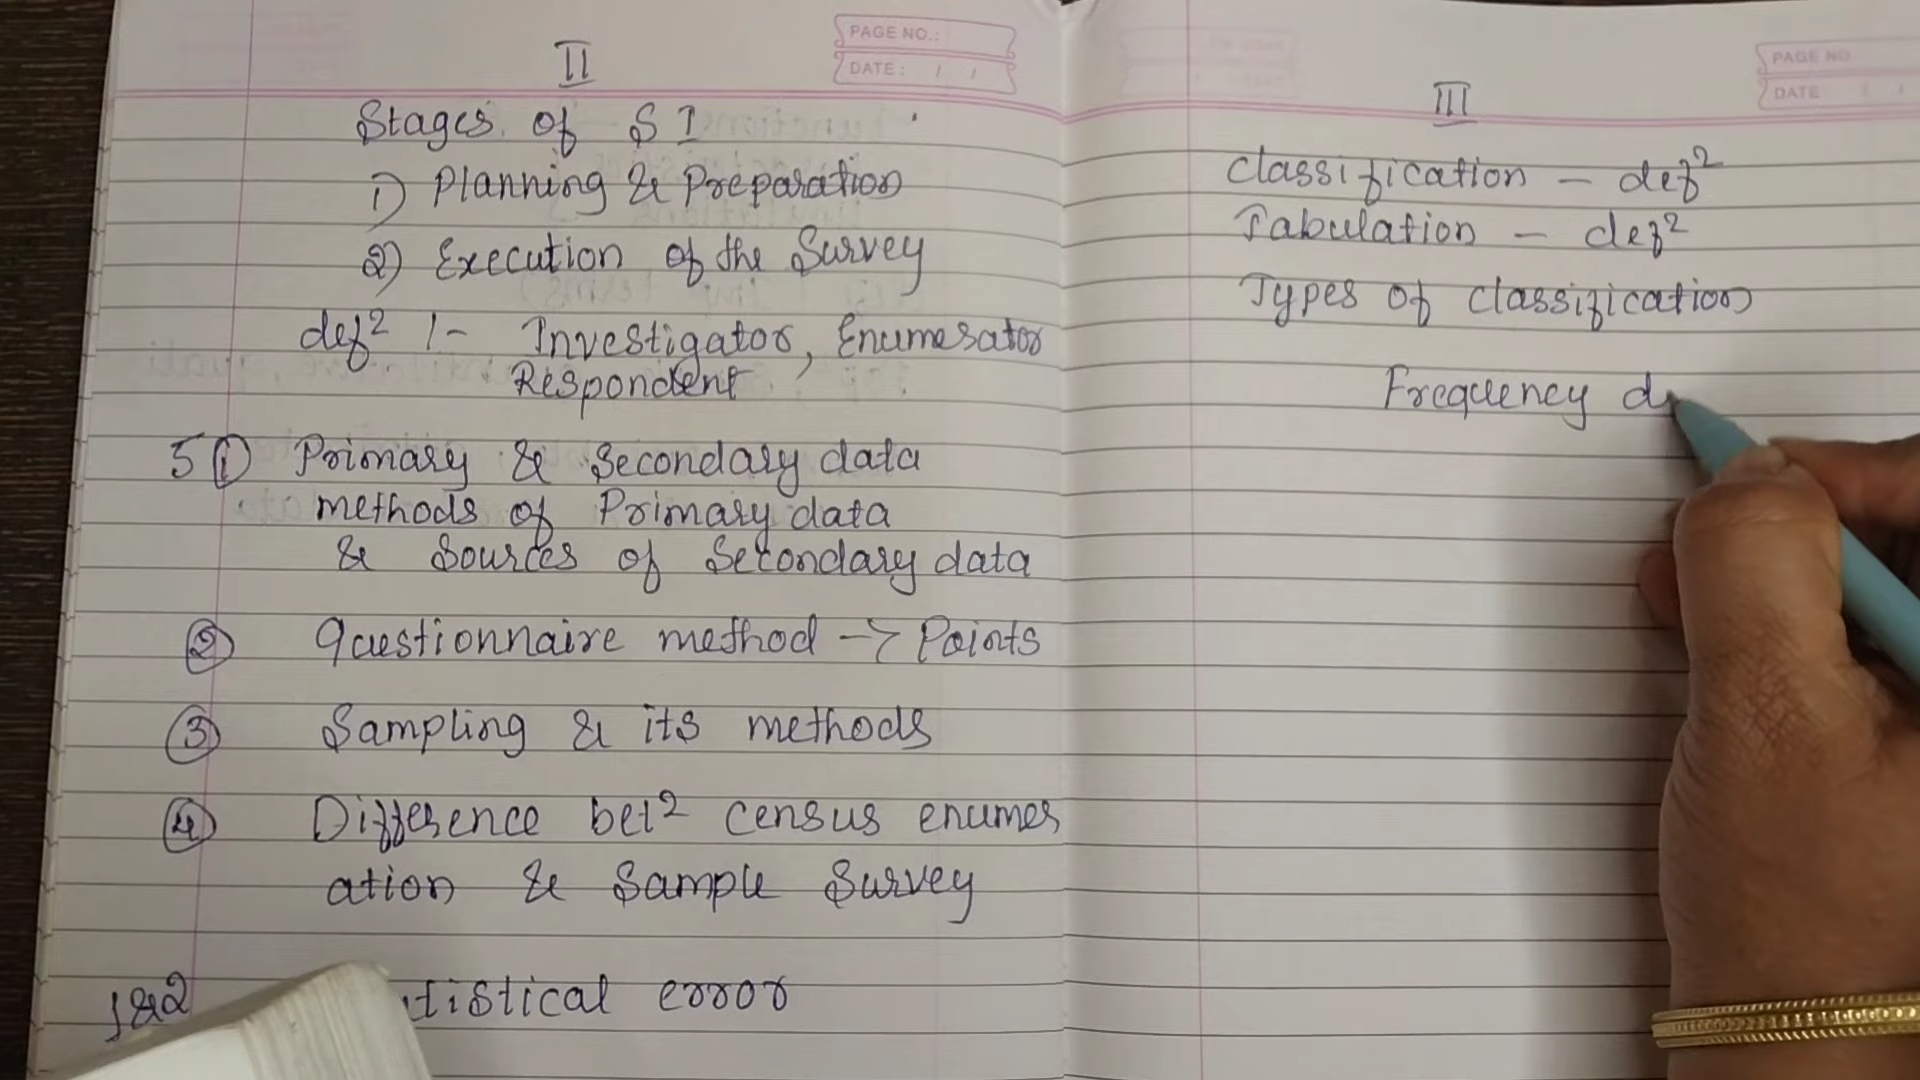 II
PAGE NO.:
DATE: / /
Stages of S I
1) Planning & Preparation
2) Execution of the Survey
def² :- Investigator, Enumerator
Respondent
5 ① Primary & Secondary data
methods of Primary data
& Sources of Secondary data
② Questionnaire method -> Points
③ Sampling & its methods
④ Difference bet² census enumer
ation & Sample Survey
1&2 tistical error
III
PAGE NO
DATE
Classification - def²
Tabulation - def²
Types of classification
Frequency d